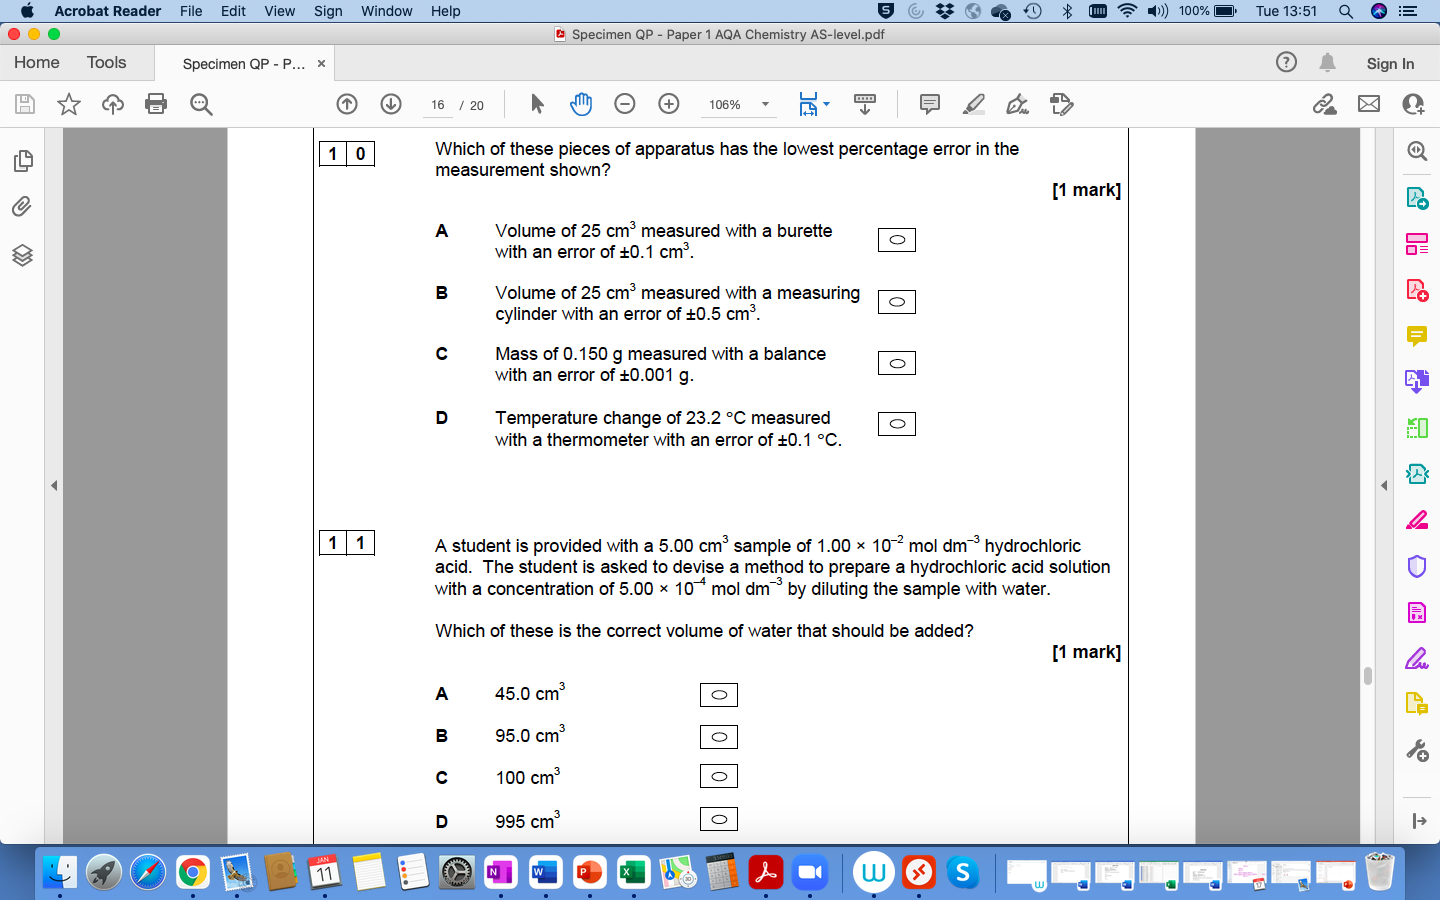 Acrobat Reader File Edit View Sign Window Help 100% Tue 13:51
Specimen QP - Paper 1 AQA Chemistry AS-level.pdf
Home Tools Specimen QP - P... × Sign In
16 / 20 106%
1 0 Which of these pieces of apparatus has the lowest percentage error in the
measurement shown?
[1 mark]
A Volume of 25 cm³ measured with a burette
with an error of ±0.1 cm³.
B Volume of 25 cm³ measured with a measuring
cylinder with an error of ±0.5 cm³.
C Mass of 0.150 g measured with a balance
with an error of ±0.001 g.
D Temperature change of 23.2 °C measured
with a thermometer with an error of ±0.1 °C.
1 1 A student is provided with a 5.00 cm³ sample of 1.00 × 10⁻² mol dm⁻³ hydrochloric
acid. The student is asked to devise a method to prepare a hydrochloric acid solution
with a concentration of 5.00 × 10⁻⁴ mol dm⁻³ by diluting the sample with water.
Which of these is the correct volume of water that should be added?
[1 mark]
A 45.0 cm³
B 95.0 cm³
C 100 cm³
D 995 cm³
JAN
11